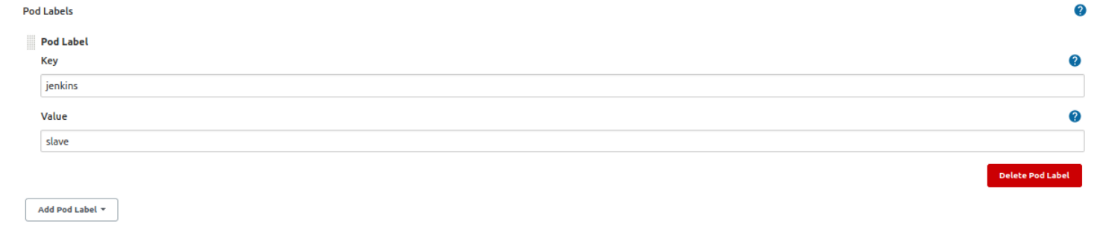 Pod Labels
Pod Label
Key
jenkins
Value
slave
Delete Pod Label
Add Pod Label